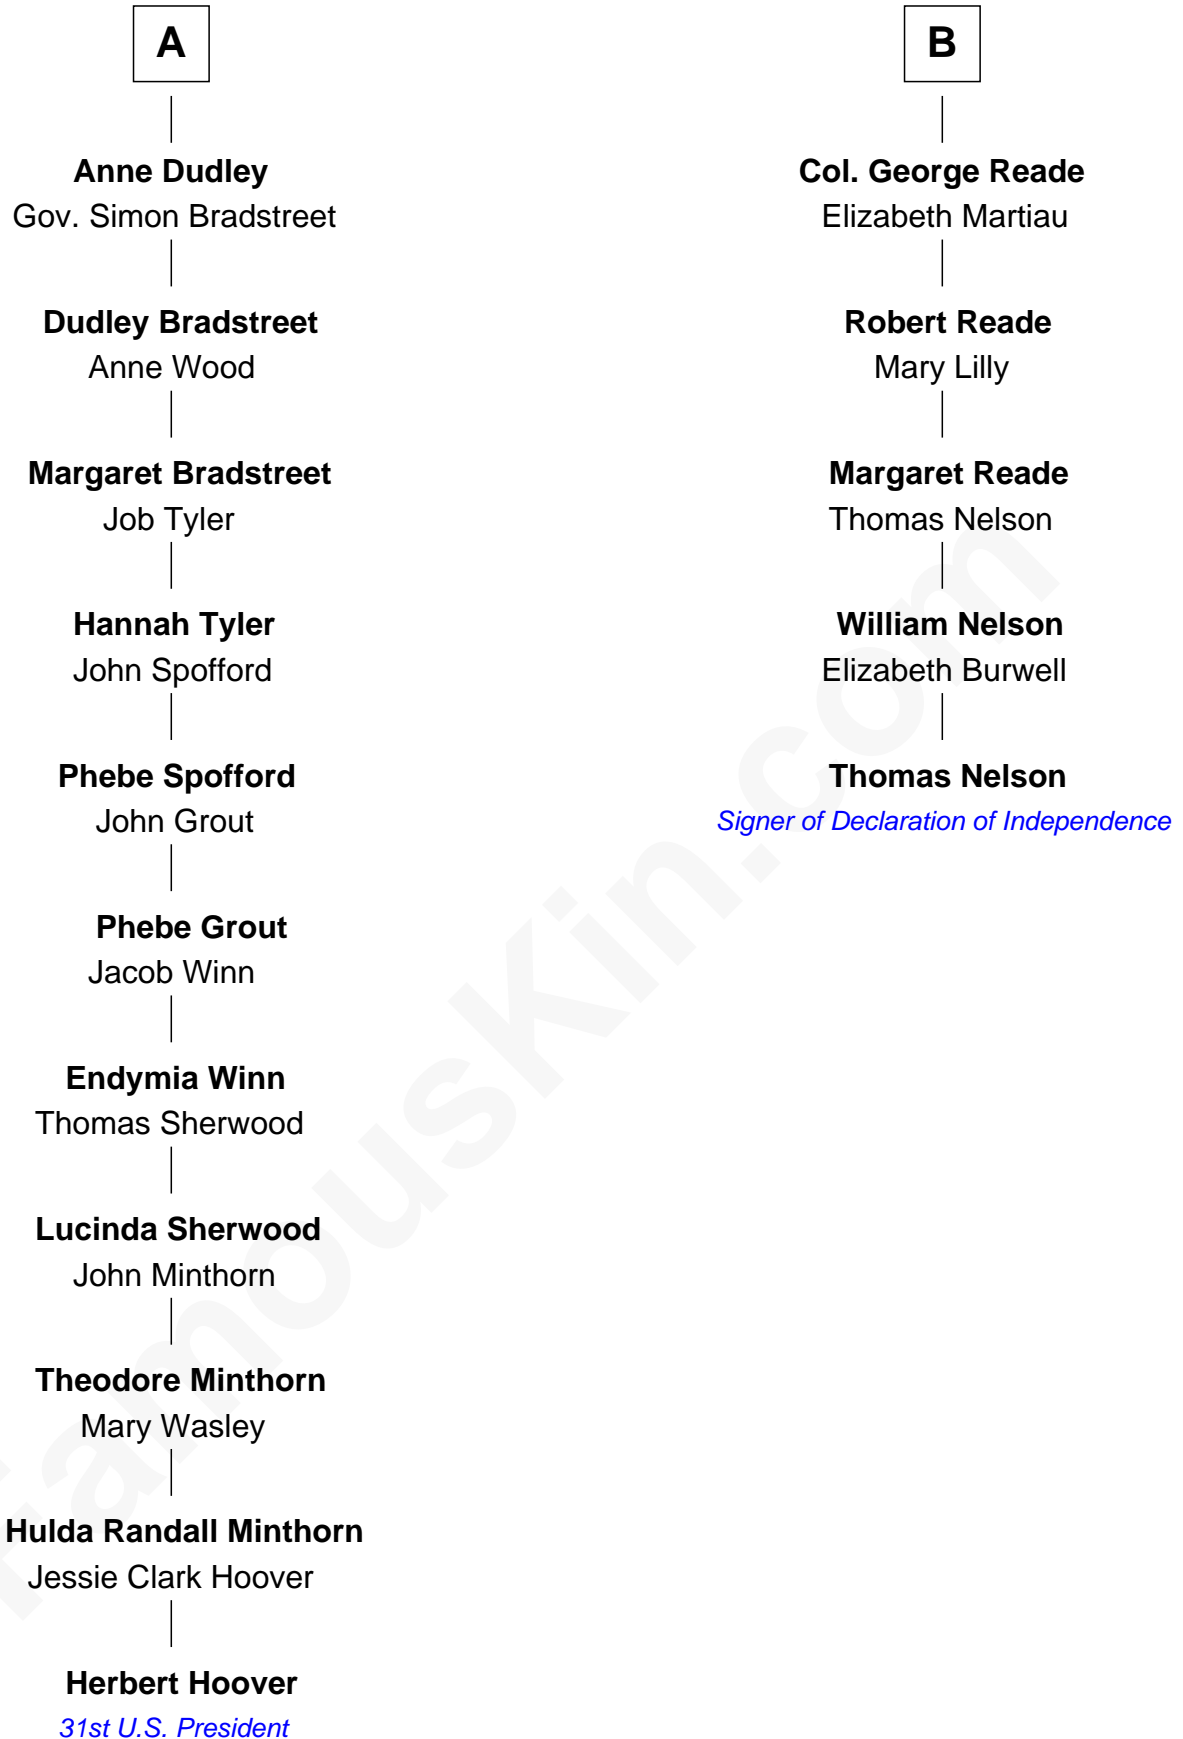 A
Anne Dudley
Gov. Simon Bradstreet
Dudley Bradstreet
Anne Wood
Margaret Bradstreet
Job Tyler
Hannah Tyler
John Spofford
Phebe Spofford
John Grout
Phebe Grout
Jacob Winn
Endymia Winn
Thomas Sherwood
Lucinda Sherwood
John Minthorn
Theodore Minthorn
Mary Wasley
Hulda Randall Minthorn
Jessie Clark Hoover
Herbert Hoover
31st U.S. President
B
Col. George Reade
Elizabeth Martiau
Robert Reade
Mary Lilly
Margaret Reade
Thomas Nelson
William Nelson
Elizabeth Burwell
Thomas Nelson
Signer of Declaration of Independence
FamousKin.com